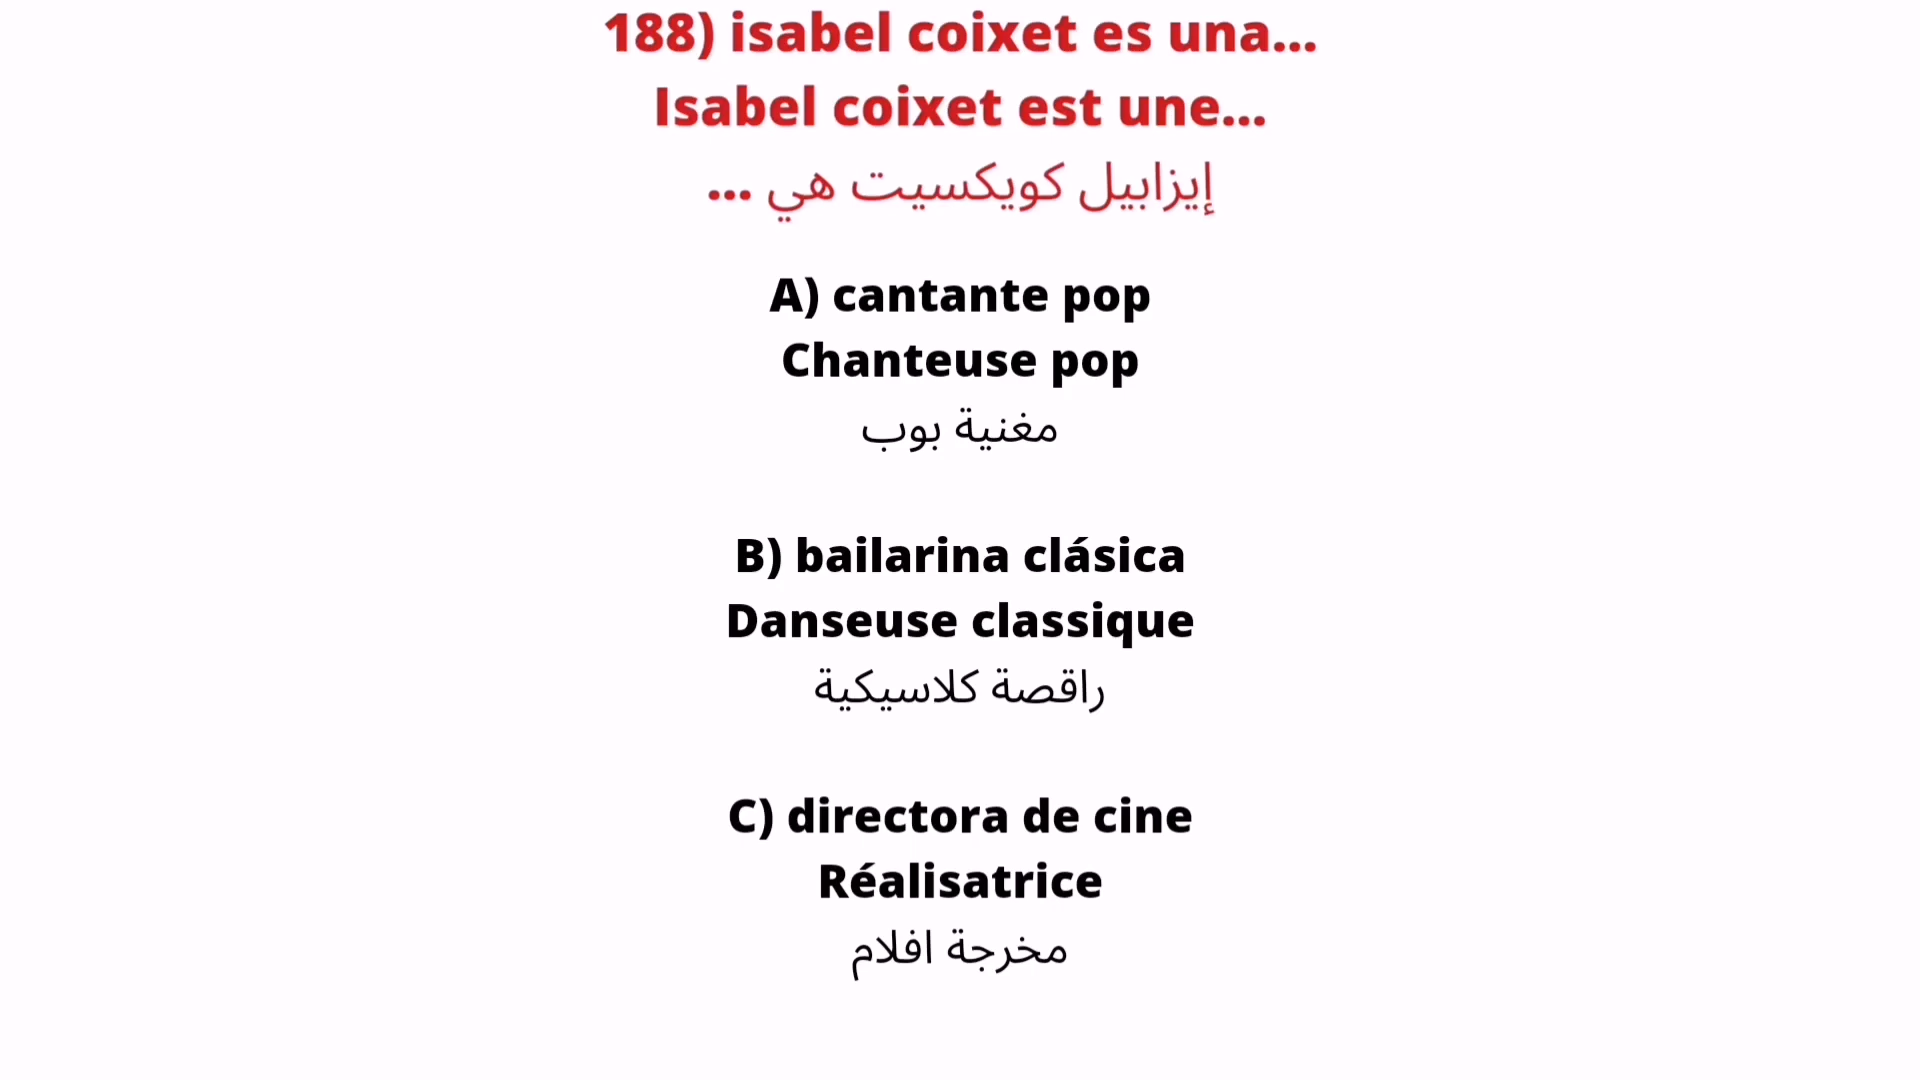 188) isabel coixet es una...
Isabel coixet est une...
إيزابيل كويكسيت هي ...
A) cantante pop
Chanteuse pop
مغنية بوب
B) bailarina clásica
Danseuse classique
راقصة كلاسيكية
C) directora de cine
Réalisatrice
مخرجة افلام